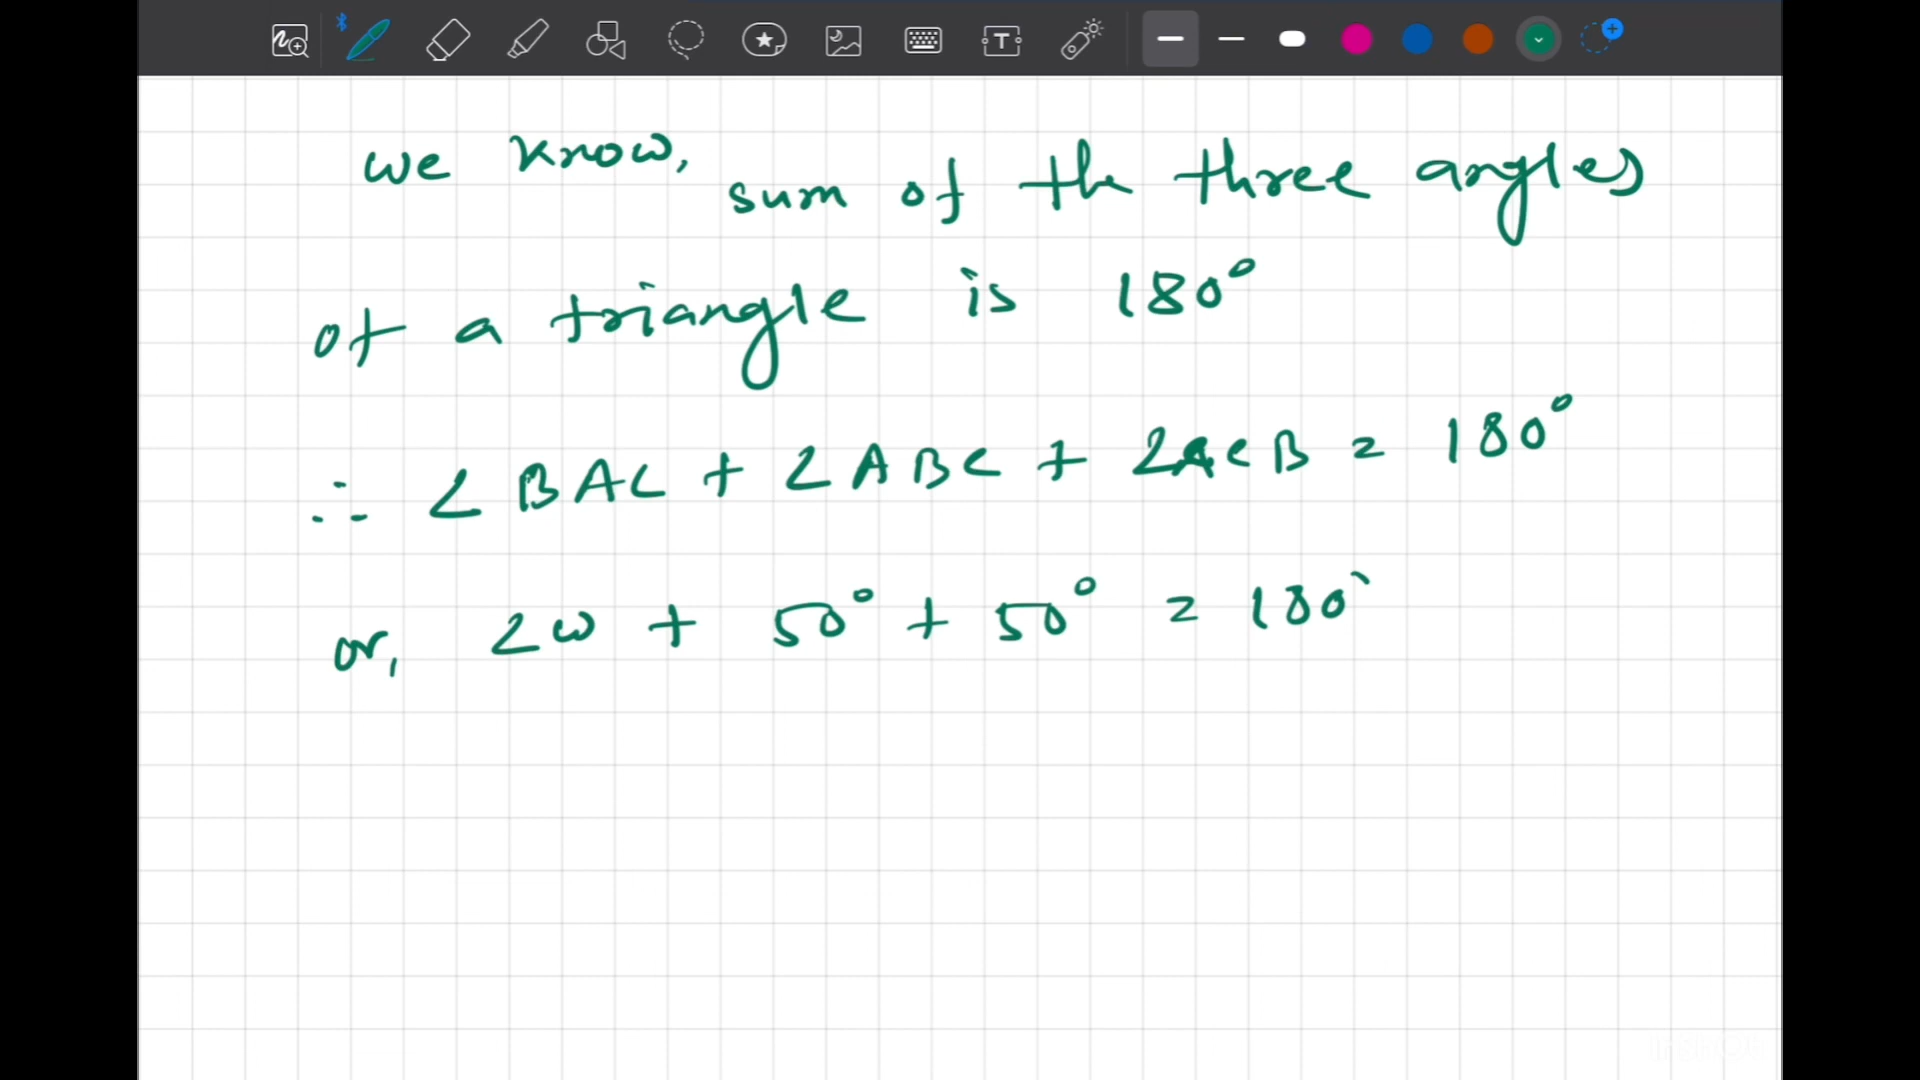 we know, sum of the three angles
of a triangle is 180°
∴ ∠BAC + ∠ABC + ∠ACB = 180°
or, ∠ω + 50° + 50° = 180°